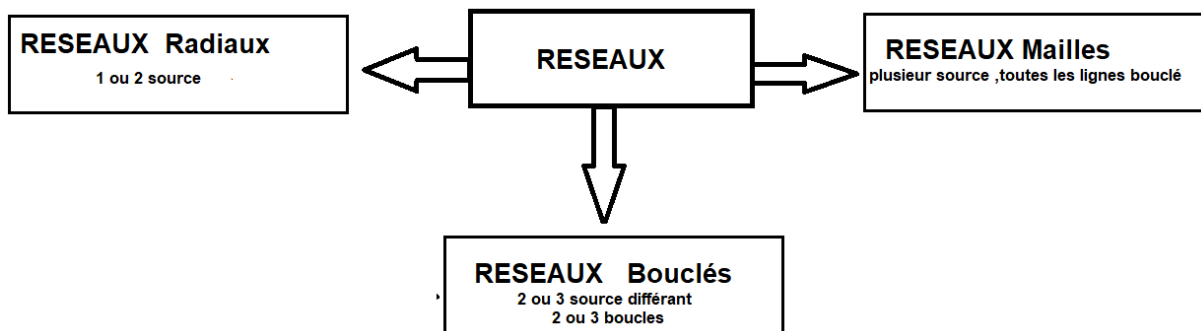 RESEAUX Radiaux
1 ou 2 source
RESEAUX
RESEAUX Mailles
plusieur source ,toutes les lignes bouclé
RESEAUX Bouclés
2 ou 3 source différant
2 ou 3 boucles